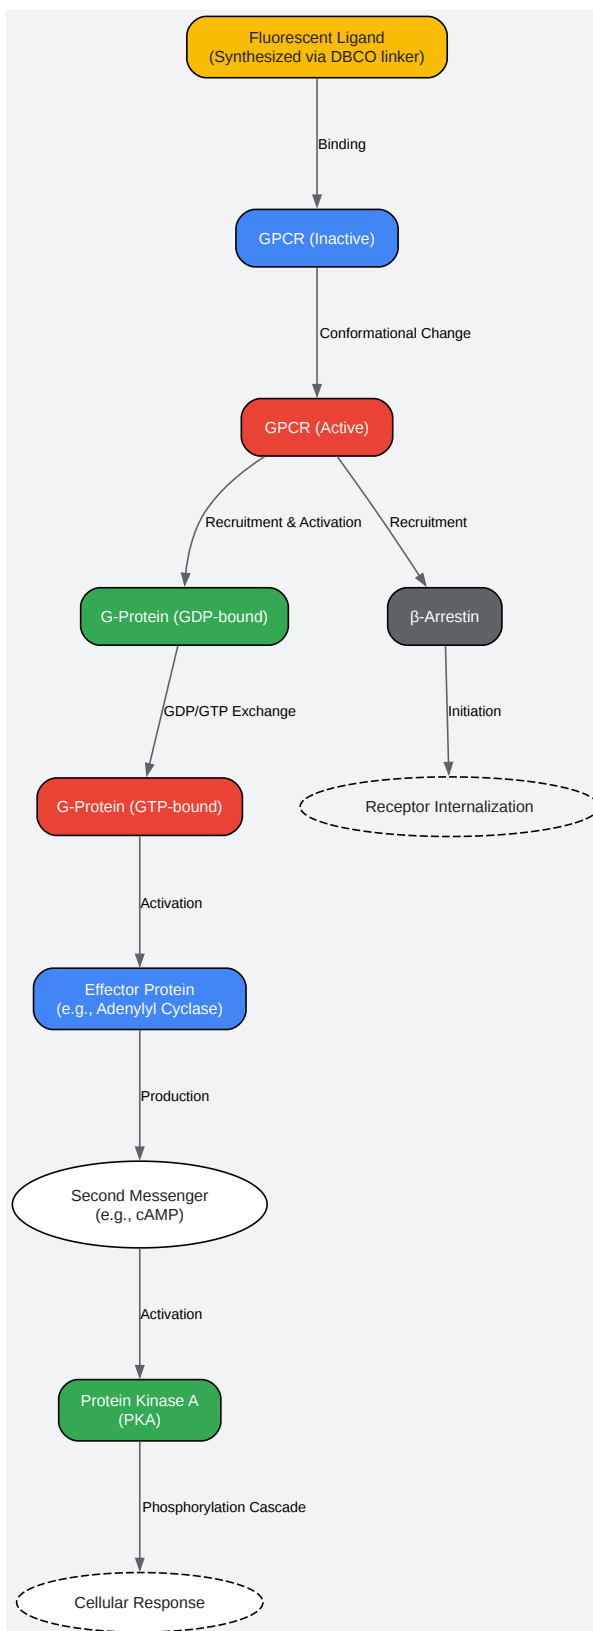 Fluorescent Ligand
(Synthesized via DBCO linker)
Binding
GPCR (Inactive)
Conformational Change
GPCR (Active)
Recruitment & Activation
Recruitment
G-Protein (GDP-bound)
β-Arrestin
GDP/GTP Exchange
Initiation
G-Protein (GTP-bound)
Receptor Internalization
Activation
Effector Protein
(e.g., Adenylyl Cyclase)
Production
Second Messenger
(e.g., cAMP)
Activation
Protein Kinase A
(PKA)
Phosphorylation Cascade
Cellular Response